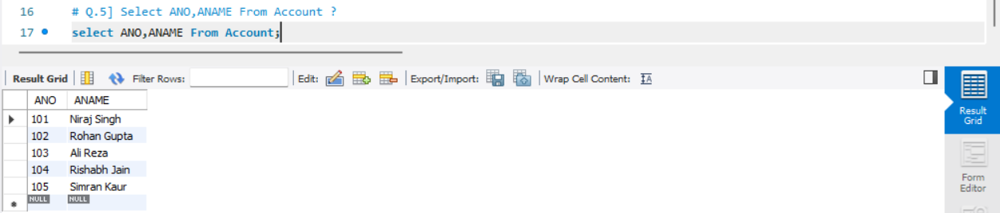 16 # Q.5] Select ANO,ANAME From Account ?
17 select ANO,ANAME From Account;
Result Grid Filter Rows: Edit: Export/Import: Wrap Cell Content: IA
ANO ANAME
101 Niraj Singh
102 Rohan Gupta
103 Ali Reza
104 Rishabh Jain
105 Simran Kaur
NULL NULL
Result
Grid
Form
Editor